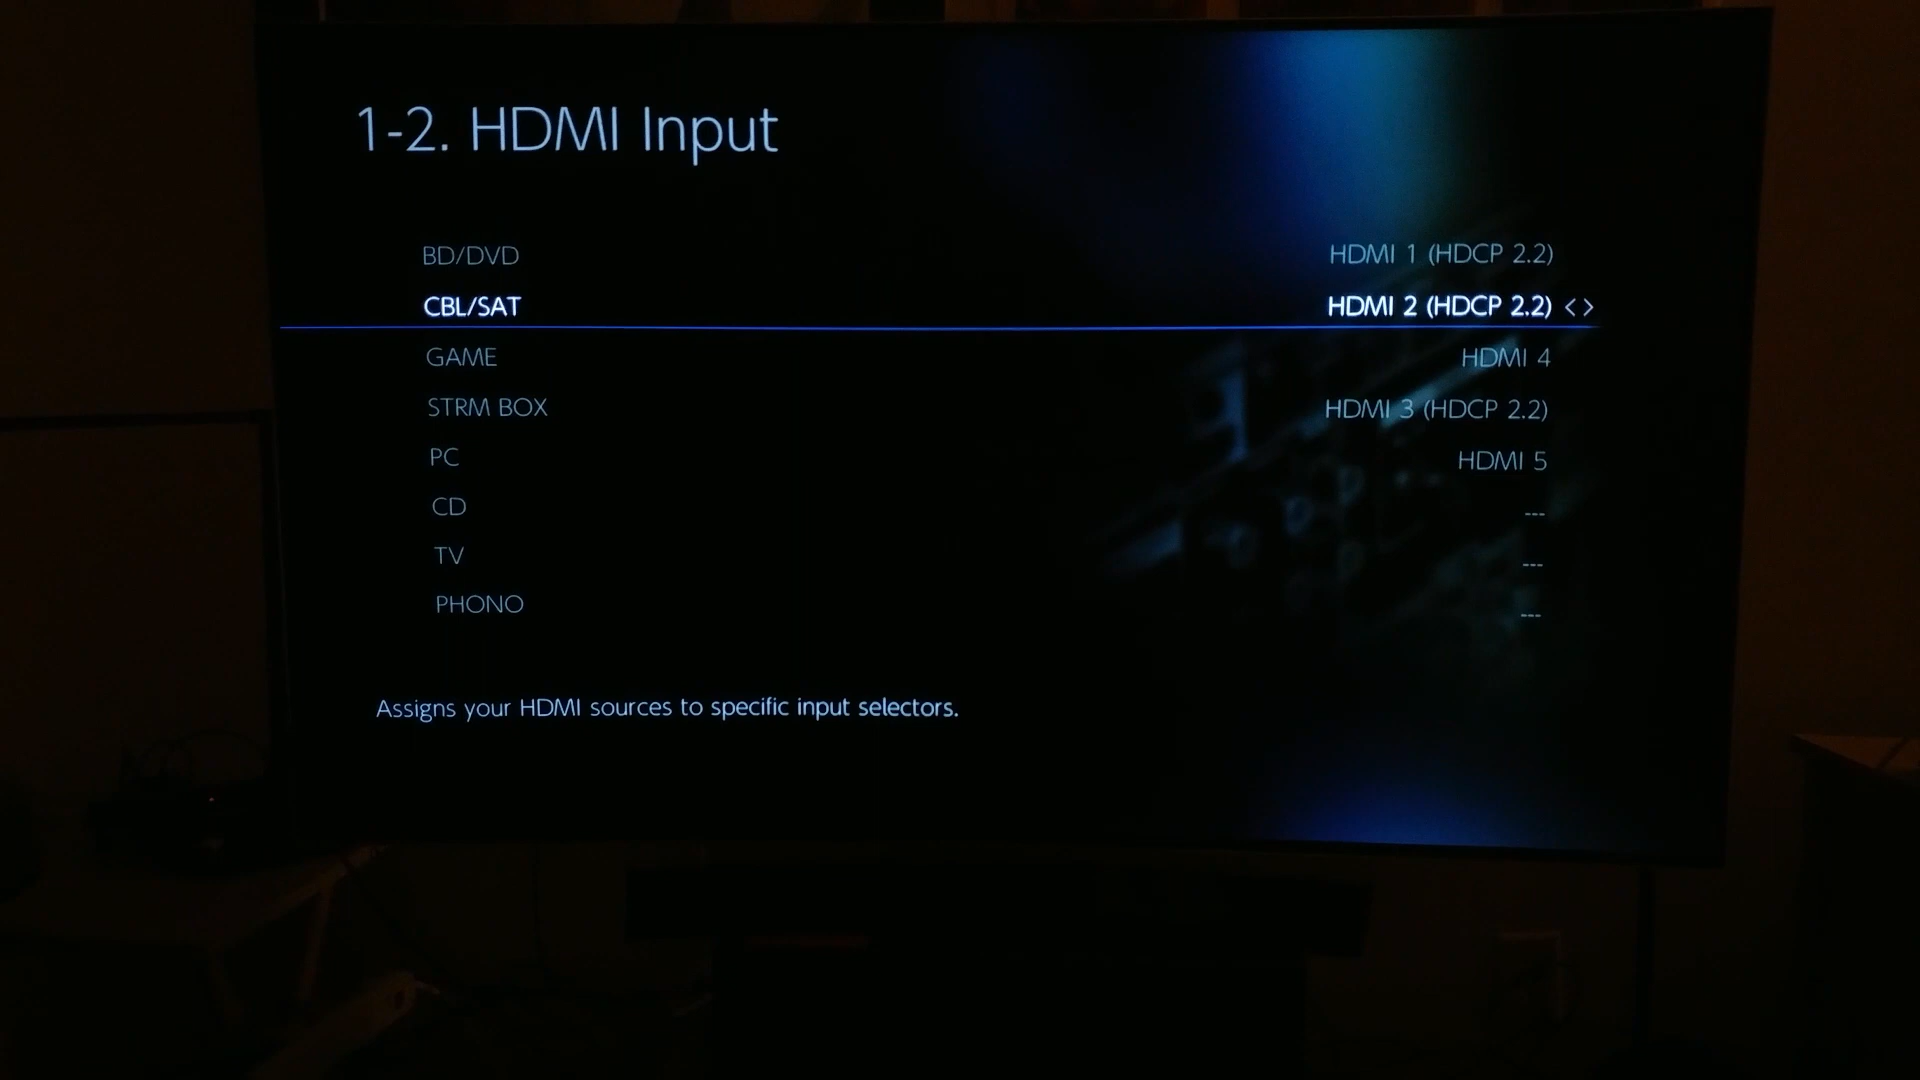 1-2. HDMI Input
BD/DVD HDMI 1 (HDCP 2.2)
CBL/SAT HDMI 2 (HDCP 2.2) <>
GAME HDMI 4
STRM BOX HDMI 3 (HDCP 2.2)
PC HDMI 5
CD ---
TV ---
PHONO ---
Assigns your HDMI sources to specific input selectors.